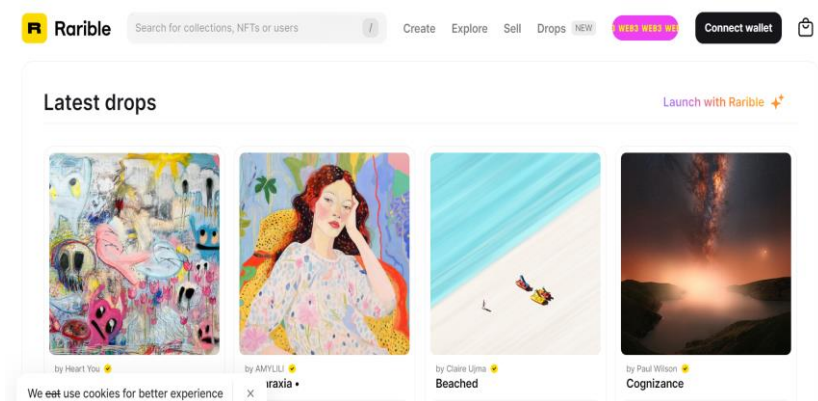 R Rarible
Search for collections, NFTs or users /
Create Explore Sell Drops NEW
WEB3 WEB3
Connect wallet
Latest drops
Launch with Rarible
by Heart You
by AMYLILI
by Claire Ujma
by Paul Wilson
raxia •
Beached
Cognizance
We eat use cookies for better experience ×